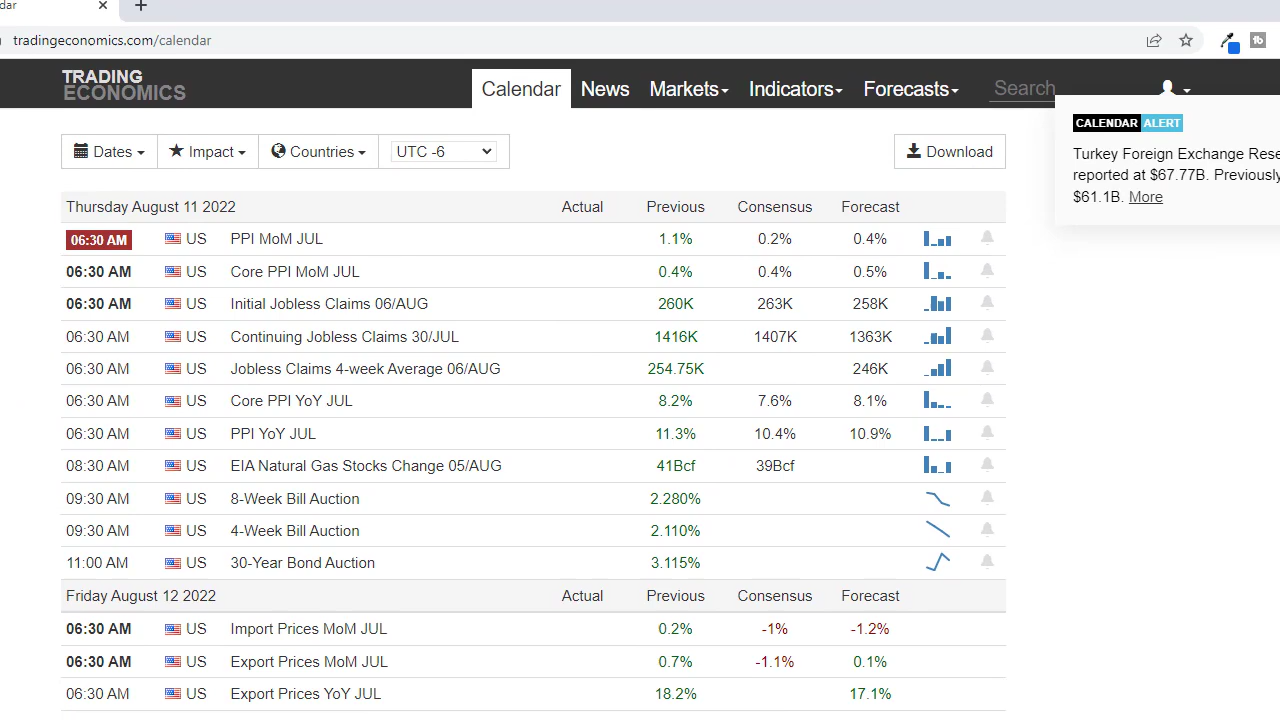 dar
tradingeconomics.com/calendar
TRADING
ECONOMICS
Calendar News Markets Indicators Forecasts Search
CALENDAR ALERT
Turkey Foreign Exchange Rese
reported at $67.77B. Previously
$61.1B. More
Dates Impact Countries UTC -6 Download
Thursday August 11 2022 Actual Previous Consensus Forecast
06:30 AM US PPI MoM JUL 1.1% 0.2% 0.4%
06:30 AM US Core PPI MoM JUL 0.4% 0.4% 0.5%
06:30 AM US Initial Jobless Claims 06/AUG 260K 263K 258K
06:30 AM US Continuing Jobless Claims 30/JUL 1416K 1407K 1363K
06:30 AM US Jobless Claims 4-week Average 06/AUG 254.75K 246K
06:30 AM US Core PPI YoY JUL 8.2% 7.6% 8.1%
06:30 AM US PPI YoY JUL 11.3% 10.4% 10.9%
08:30 AM US EIA Natural Gas Stocks Change 05/AUG 41Bcf 39Bcf
09:30 AM US 8-Week Bill Auction 2.280%
09:30 AM US 4-Week Bill Auction 2.110%
11:00 AM US 30-Year Bond Auction 3.115%
Friday August 12 2022 Actual Previous Consensus Forecast
06:30 AM US Import Prices MoM JUL 0.2% -1% -1.2%
06:30 AM US Export Prices MoM JUL 0.7% -1.1% 0.1%
06:30 AM US Export Prices YoY JUL 18.2% 17.1%